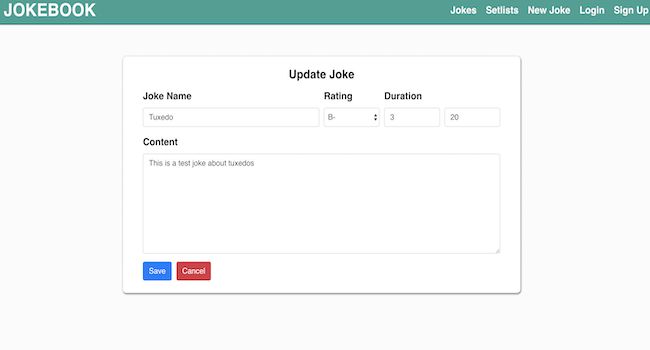 JOKEBOOK Jokes Setlists New Joke Login Sign Up
Update Joke
Joke Name Rating Duration
Tuxedo B- 3 20
Content
This is a test joke about tuxedos
Save Cancel